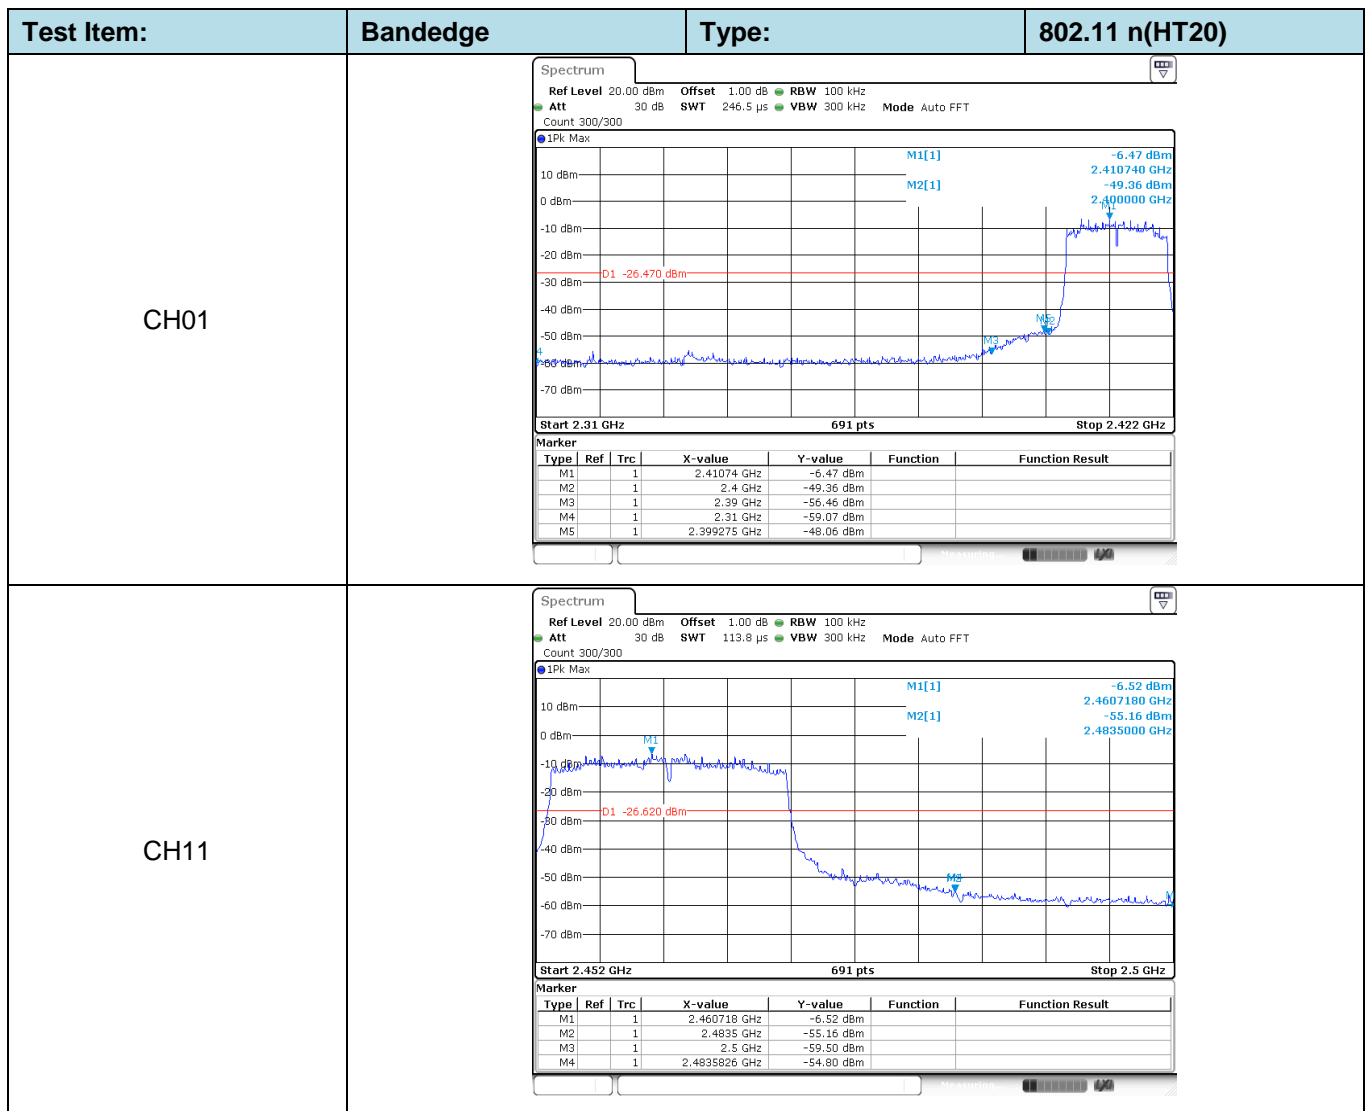 Test Item: Bandedge Type: 802.11 n(HT20)
CH01
Spectrum
Ref Level 20.00 dBm Offset 1.00 dB RBW 100 kHz
Att 30 dB SWT 246.5 µs VBW 300 kHz Mode Auto FFT
Count 300/300
1Pk Max
M1[1] -6.47 dBm
2.410740 GHz
M2[1] -49.36 dBm
2.400000 GHz
10 dBm
0 dBm
M1
-10 dBm
-20 dBm
D1 -26.470 dBm
-30 dBm
-40 dBm
-50 dBm
M3
-60 dBm
-70 dBm
Start 2.31 GHz 691 pts Stop 2.422 GHz
Marker
Type Ref Trc X-value Y-value Function Function Result
M1 1 2.41074 GHz -6.47 dBm
M2 1 2.4 GHz -49.36 dBm
M3 1 2.39 GHz -56.46 dBm
M4 1 2.31 GHz -59.07 dBm
M5 1 2.399275 GHz -48.06 dBm
Measuring...
CH11
Spectrum
Ref Level 20.00 dBm Offset 1.00 dB RBW 100 kHz
Att 30 dB SWT 113.8 µs VBW 300 kHz Mode Auto FFT
Count 300/300
1Pk Max
M1[1] -6.52 dBm
2.4607180 GHz
M2[1] -55.16 dBm
2.4835000 GHz
10 dBm
0 dBm
M1
-10 dBm
-20 dBm
D1 -26.620 dBm
-30 dBm
-40 dBm
-50 dBm
-60 dBm
-70 dBm
Start 2.452 GHz 691 pts Stop 2.5 GHz
Marker
Type Ref Trc X-value Y-value Function Function Result
M1 1 2.460718 GHz -6.52 dBm
M2 1 2.4835 GHz -55.16 dBm
M3 1 2.5 GHz -59.50 dBm
M4 1 2.4835826 GHz -54.80 dBm
Measuring...